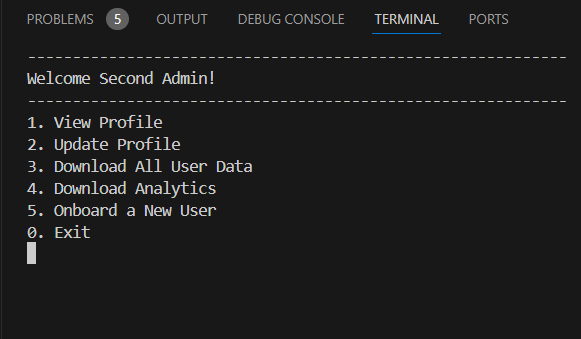 PROBLEMS 5 OUTPUT DEBUG CONSOLE TERMINAL PORTS
------------------------------------------------------------
Welcome Second Admin!
------------------------------------------------------------
1. View Profile
2. Update Profile
3. Download All User Data
4. Download Analytics
5. Onboard a New User
0. Exit